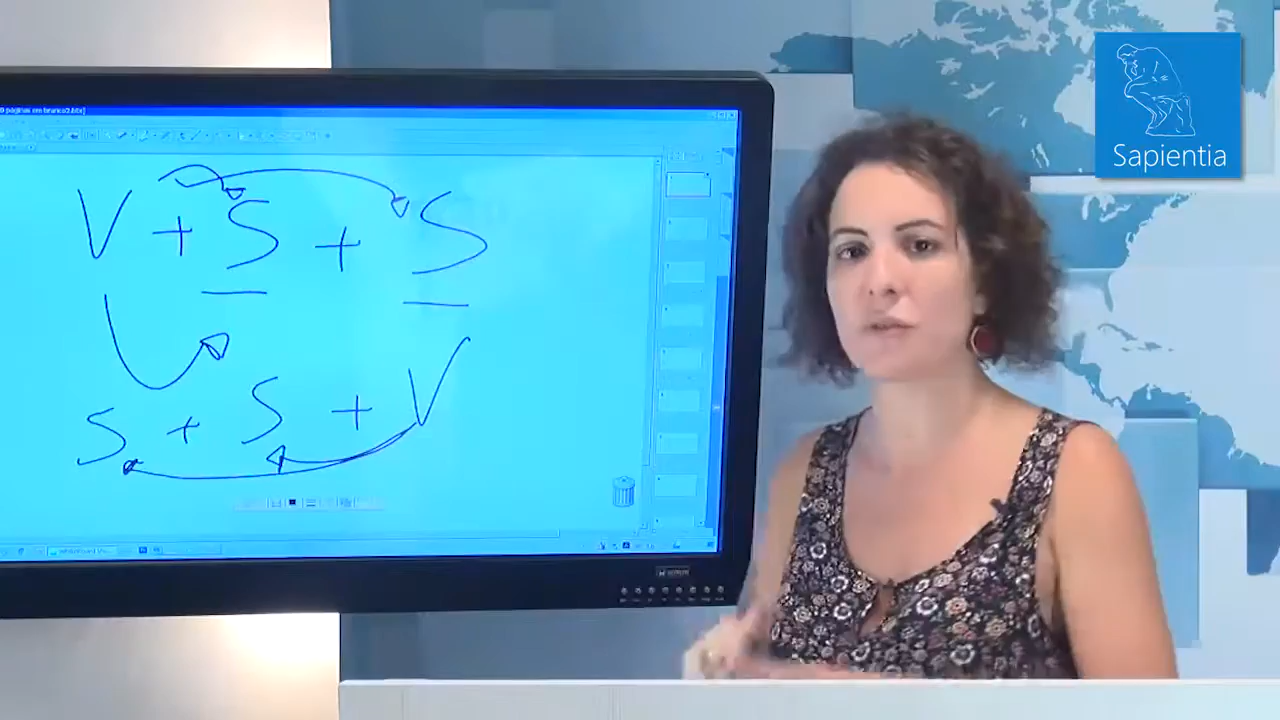 V + S + S
S + S + V
Sapientia